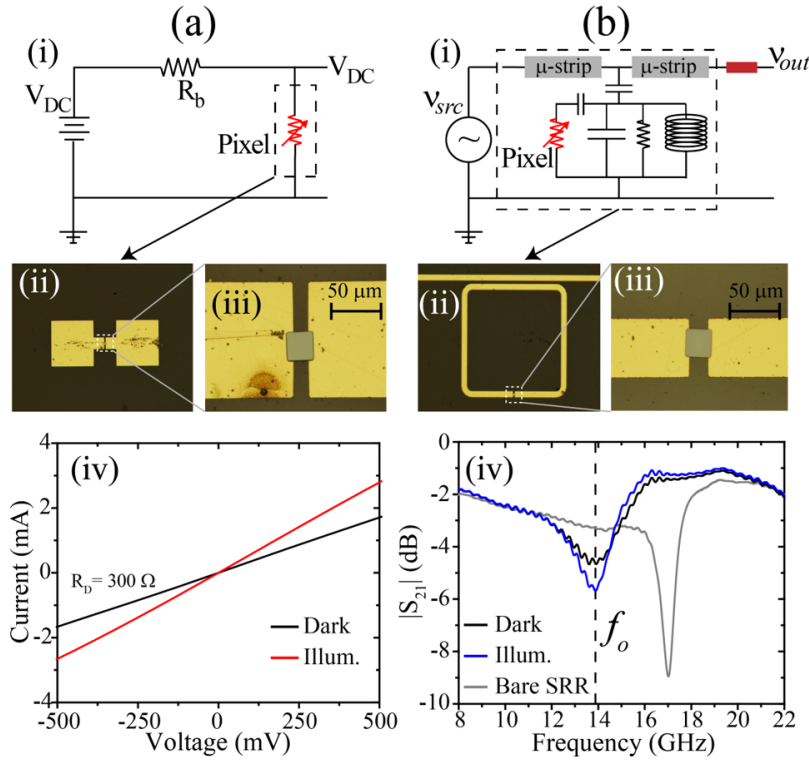 (a)
(i)
V_DC
R_b
V_DC
Pixel
(ii)
(iii)
50 μm
(iv)
4
2
0
-2
-4
Current (mA)
R_D= 300 Ω
Dark
Illum.
-500
-250
0
250
500
Voltage (mV)
(b)
(i)
μ-strip
μ-strip
ν_out
ν_src
~
Pixel
(ii)
(iii)
50 μm
(iv)
0
-2
-4
-6
-8
-10
|S_21| (dB)
f_o
Dark
Illum.
Bare SRR
8
10
12
14
16
18
20
22
Frequency (GHz)